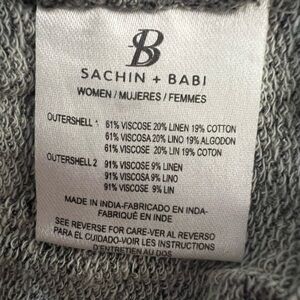 B
SACHIN + BABI
WOMEN / MUJERES / FEMMES
OUTERSHELL 1 61% VISCOSE 20% LINEN 19% COTTON
61% VISCOSA 20% LINO 19% ALGODON
61% VISCOSE 20% LIN 19% COTON
OUTERSHELL 2 91% VISCOSE 9% LINEN
91% VISCOSA 9% LINO
91% VISCOSE 9% LIN
MADE IN INDIA-FABRICADO EN INDA-
FABRIQUÉ EN INDE
SEE REVERSE FOR CARE-VER AL REVERSO
PARA EL CUIDADO-VOIR LES INSTRUCTIONS
D'ENTRETIEN AU DOS